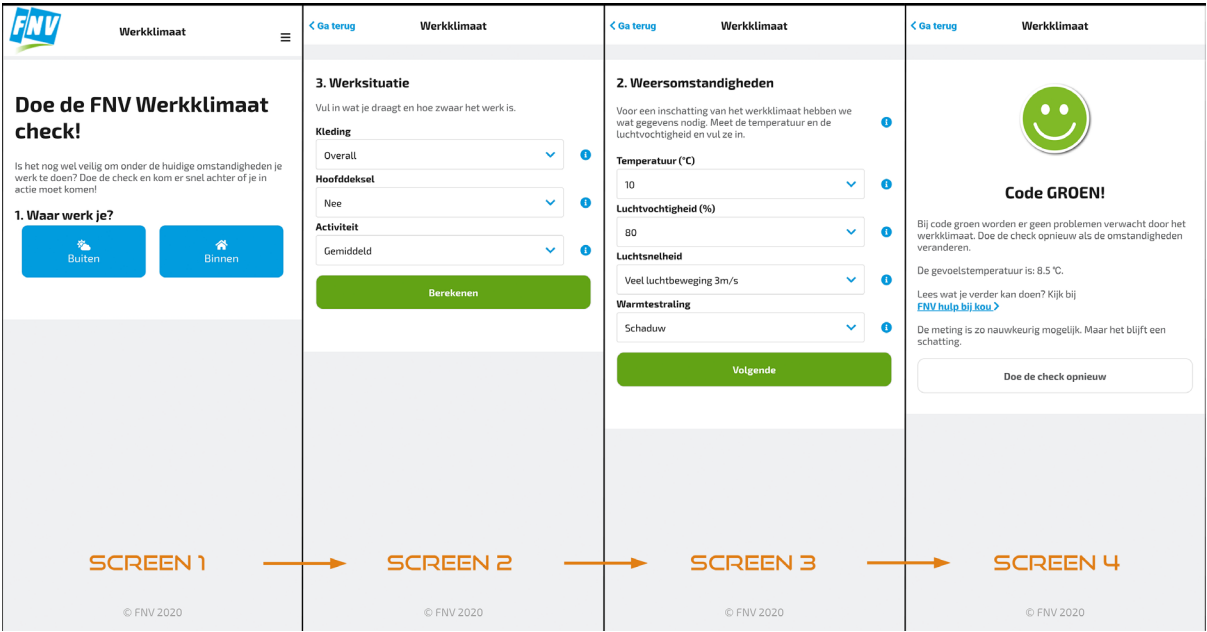 FNV
Werkklimaat
Doe de FNV Werkklimaat
check!
Is het nog wel veilig om onder de huidige omstandigheden je
werk te doen? Doe de check en kom er snel achter of je in
actie moet komen!
1. Waar werk je?
Buiten
Binnen
SCREEN 1
© FNV 2020
Ga terug
Werkklimaat
3. Werksituatie
Vul in wat je draagt en hoe zwaar het werk is.
Kleding
Overall
Hoofddeksel
Nee
Activiteit
Gemiddeld
Berekenen
SCREEN 2
© FNV 2020
Ga terug
Werkklimaat
2. Weersomstandigheden
Voor een inschatting van het werkklimaat hebben we
wat gegevens nodig. Meet de temperatuur en de
luchtvochtigheid en vul ze in.
Temperatuur (°C)
10
Luchtvochtigheid (%)
80
Luchtsnelheid
Veel luchtbeweging 3m/s
Warmtestraling
Schaduw
Volgende
SCREEN 3
© FNV 2020
Ga terug
Werkklimaat
Code GROEN!
Bij code groen worden er geen problemen verwacht door het
werkklimaat. Doe de check opnieuw als de omstandigheden
veranderen.
De gevoelstemperatuur is: 8.5 °C.
Lees wat je verder kan doen? Kijk bij
FNV hulp bij kou
De meting is zo nauwkeurig mogelijk. Maar het blijft een
schatting.
Doe de check opnieuw
SCREEN 4
© FNV 2020